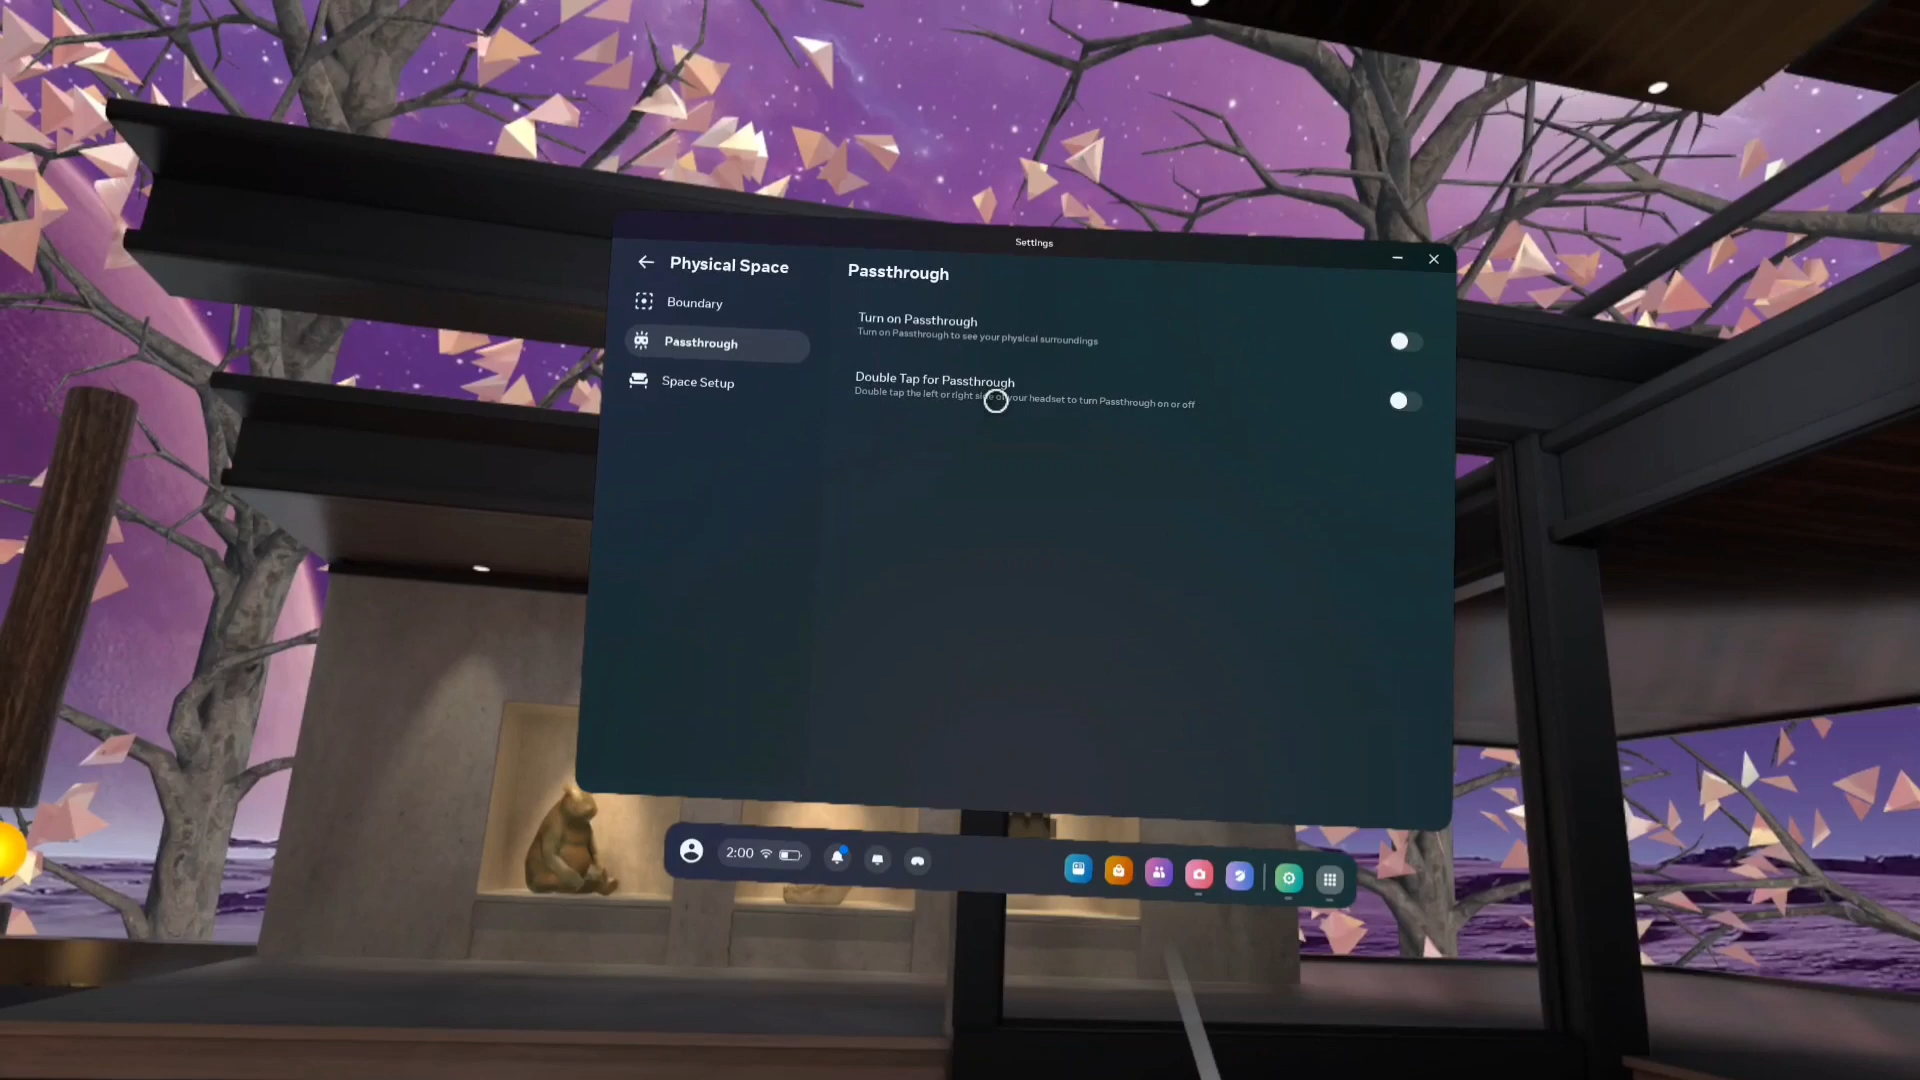 Settings
Physical Space
Boundary
Passthrough
Space Setup
Passthrough
Turn on Passthrough
Turn on Passthrough to see your physical surroundings
Double Tap for Passthrough
Double tap the left or right side of your headset to turn Passthrough on or off
2:00